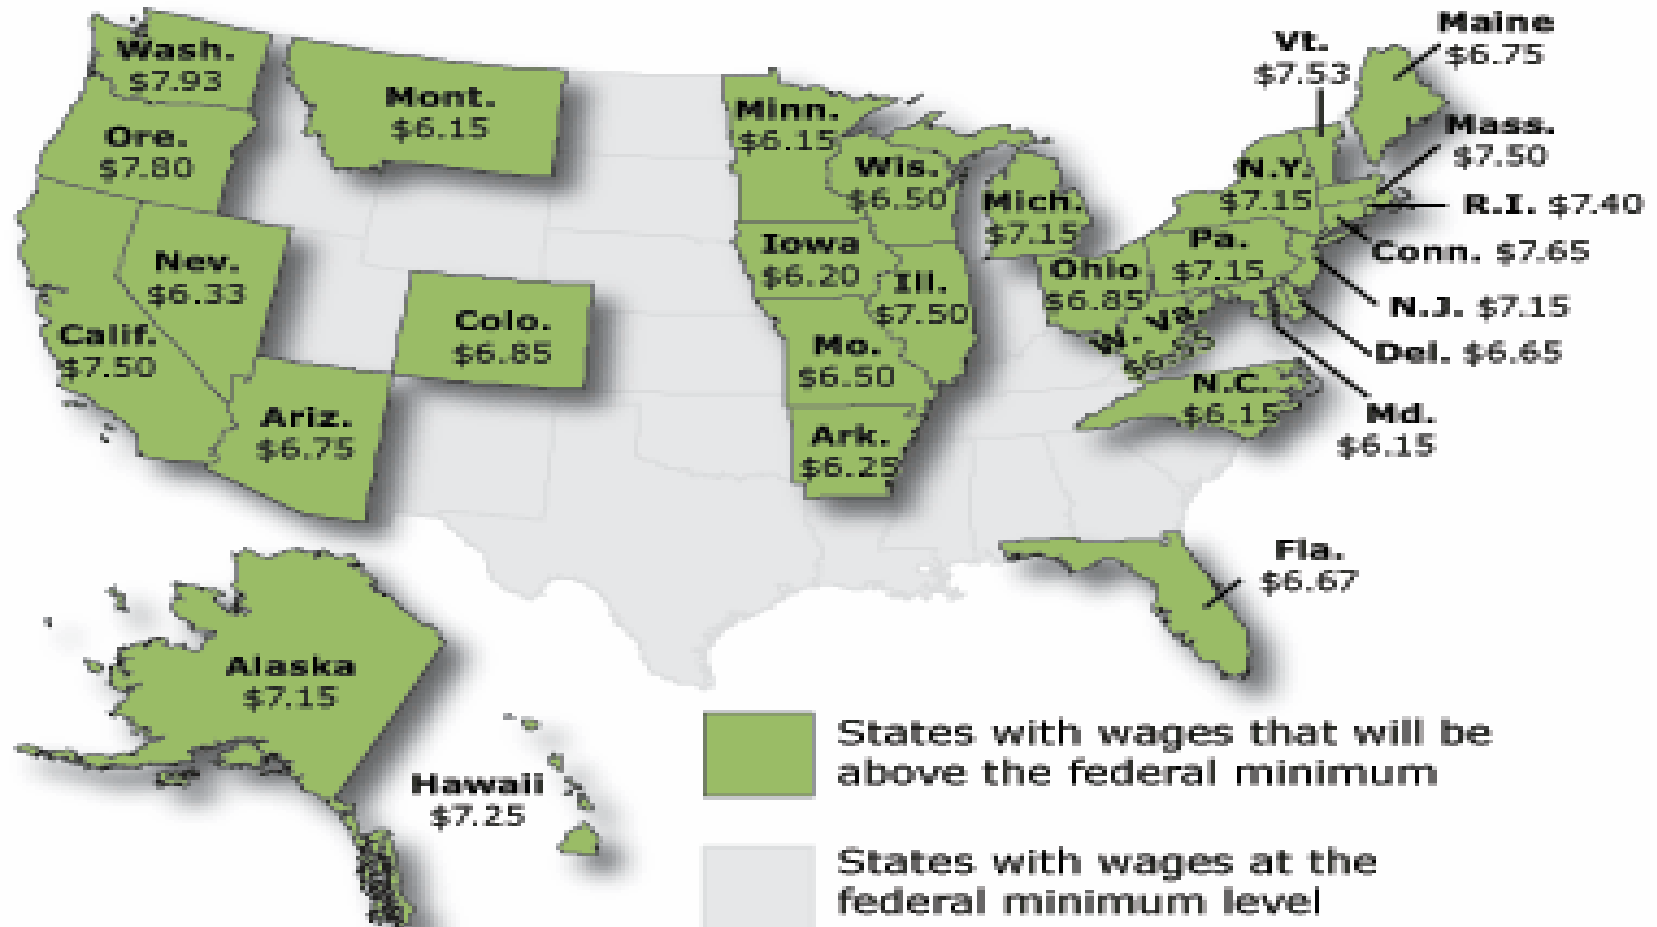 Wash.
$7.93
Ore.
$7.80
Calif.
$7.50
Nev.
$6.33
Ariz.
$6.75
Mont.
$6.15
Colo.
$6.85
Minn.
$6.15
Wis.
$6.50
Iowa
$6.20
Ill.
$7.50
Mo.
$6.50
Ark.
$6.25
Mich.
$7.15
Ohio
$6.85
W. Va.
$6.55
Pa.
$7.15
N.Y.
$7.15
Vt.
$7.53
Maine
$6.75
Mass.
$7.50
R.I. $7.40
Conn. $7.65
N.J. $7.15
Del. $6.65
Md.
$6.15
N.C.
$6.15
Fla.
$6.67
Alaska
$7.15
Hawaii
$7.25
States with wages that will be
above the federal minimum
States with wages at the
federal minimum level